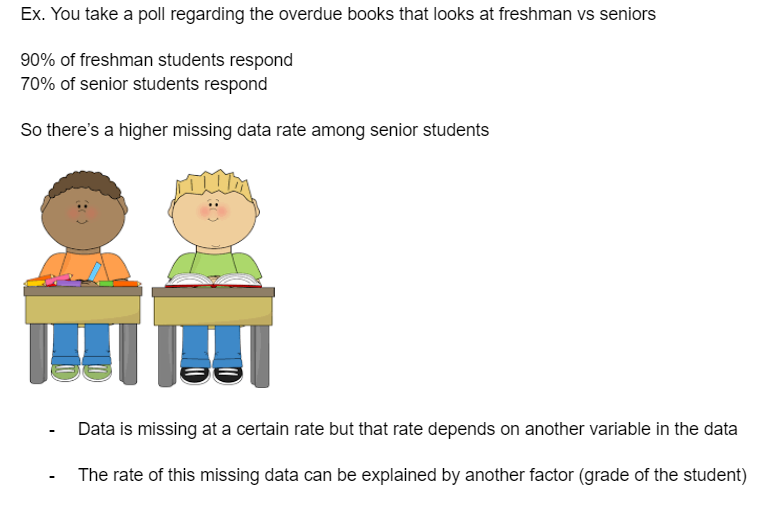 Ex. You take a poll regarding the overdue books that looks at freshman vs seniors
90% of freshman students respond
70% of senior students respond
So there's a higher missing data rate among senior students
- Data is missing at a certain rate but that rate depends on another variable in the data
- The rate of this missing data can be explained by another factor (grade of the student)